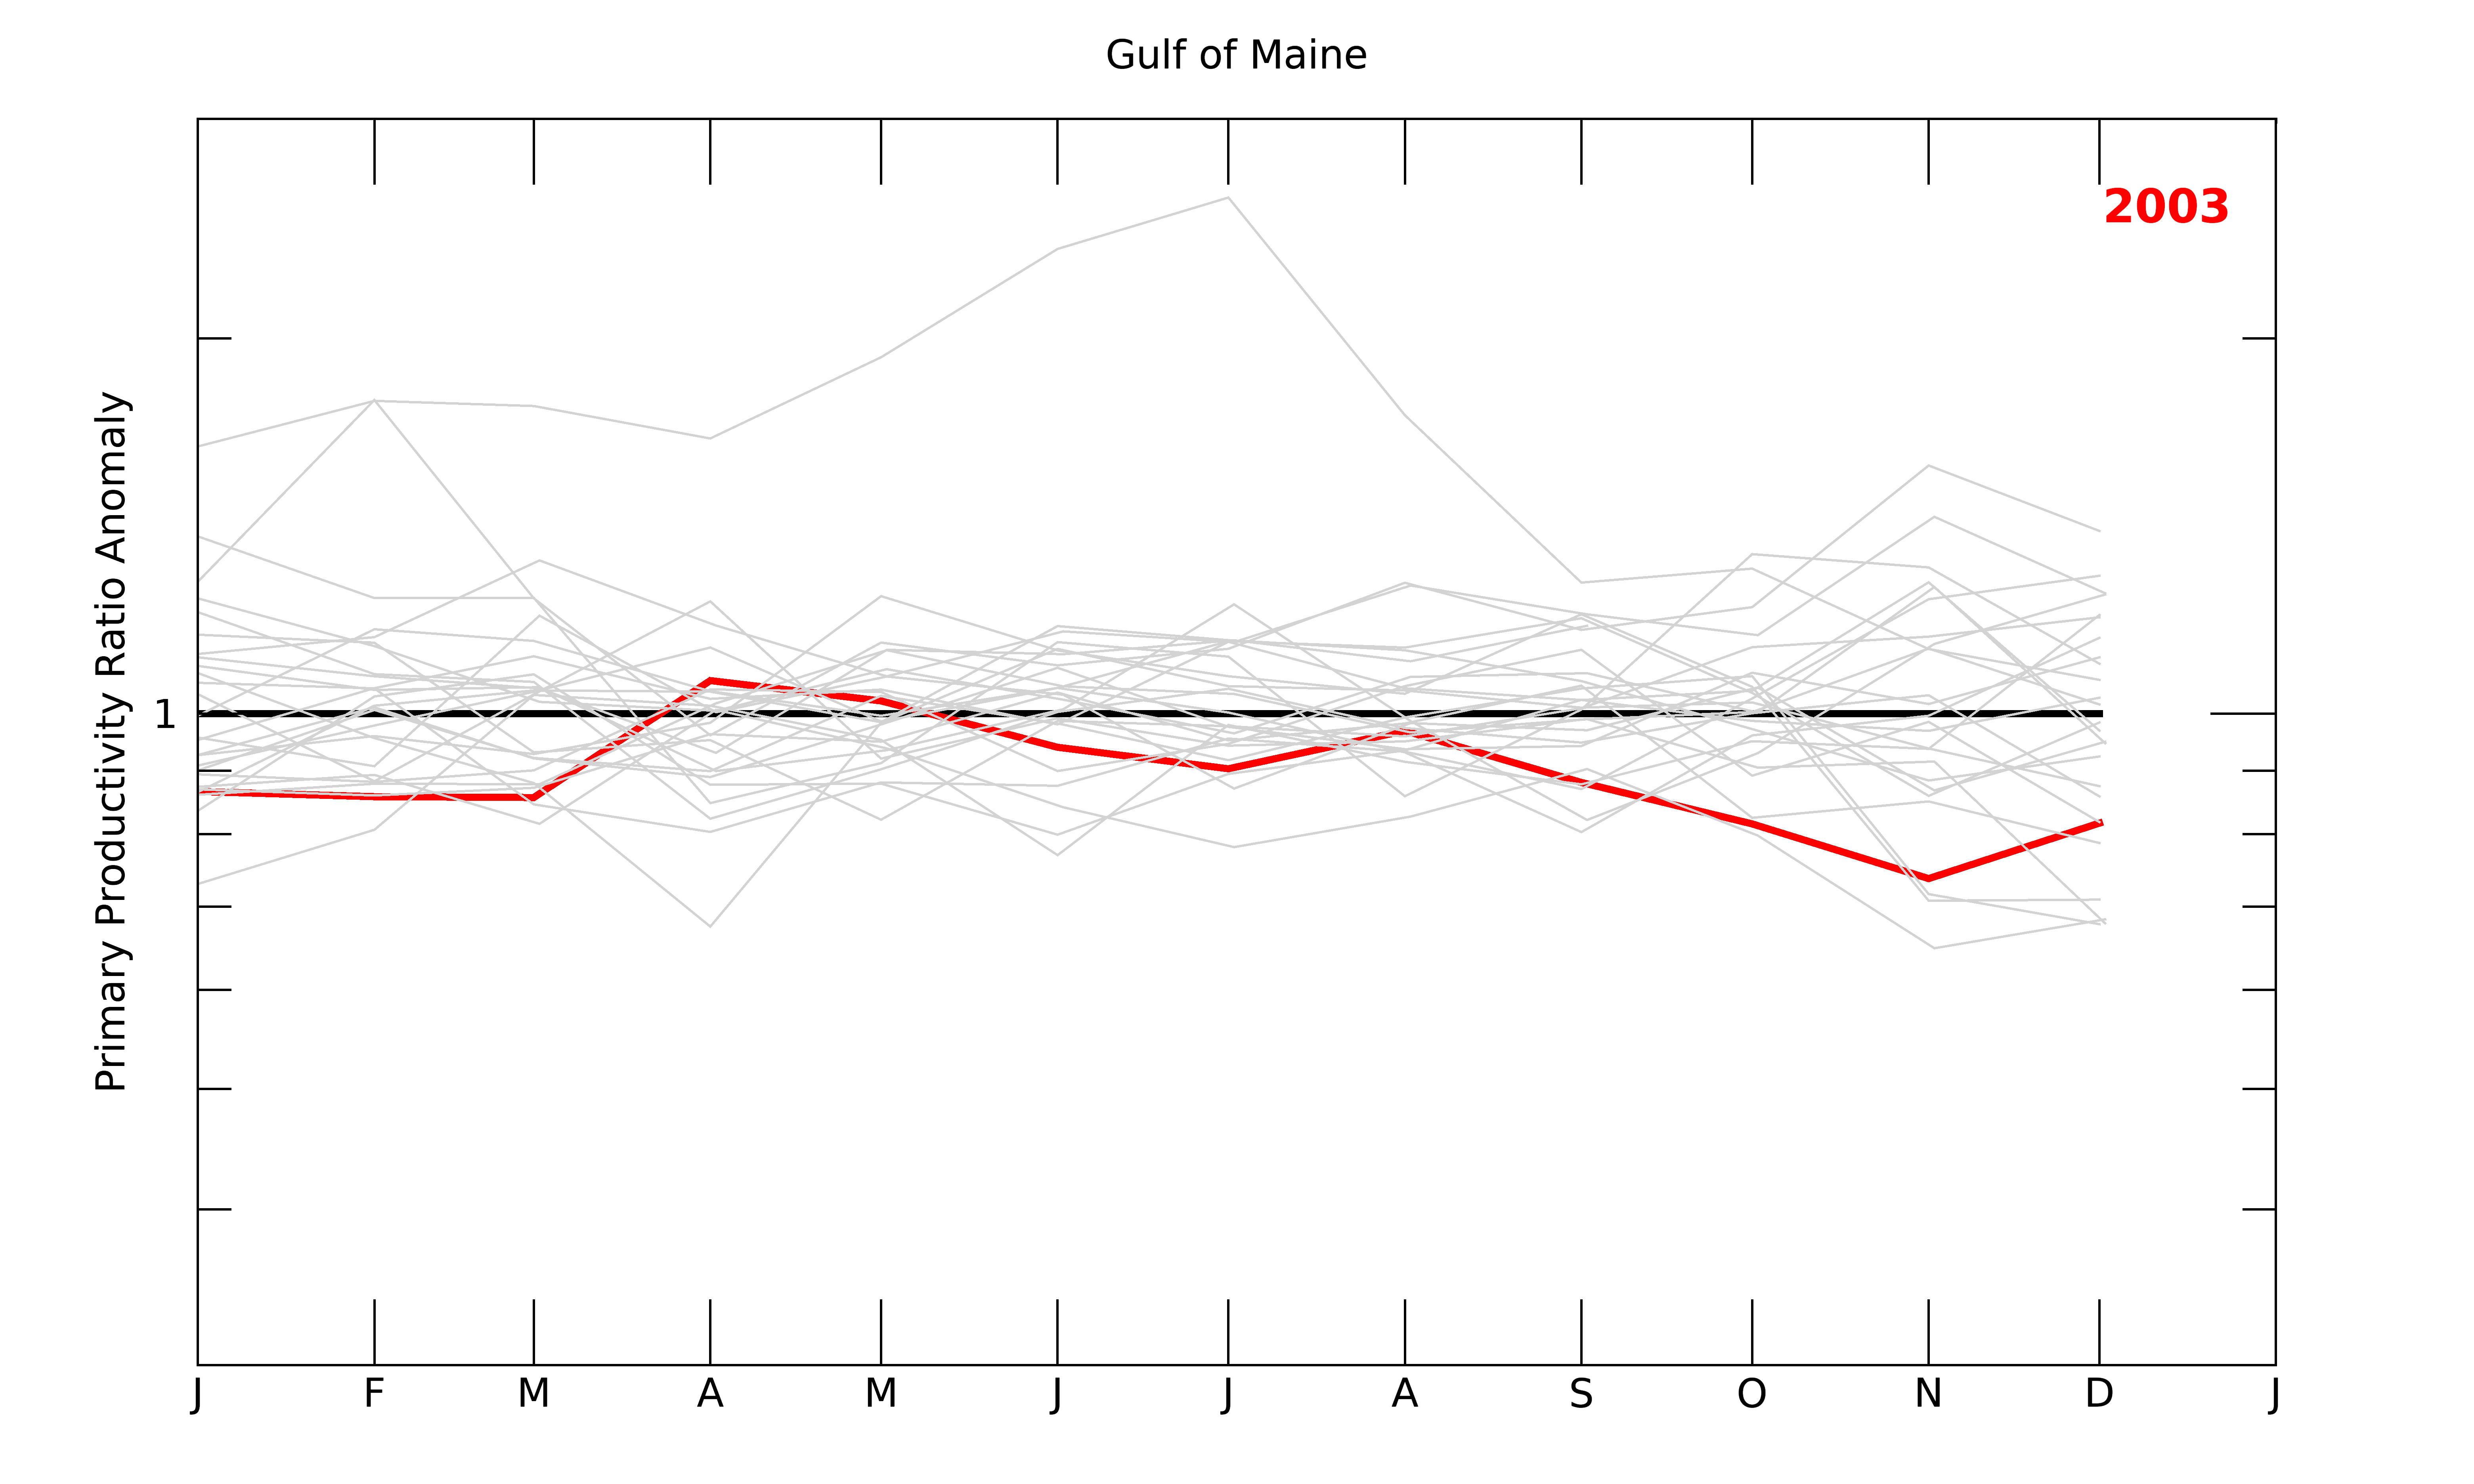 Gulf of Maine
2003
Primary Productivity Ratio Anomaly
1
J F M A M J J A S O N D J